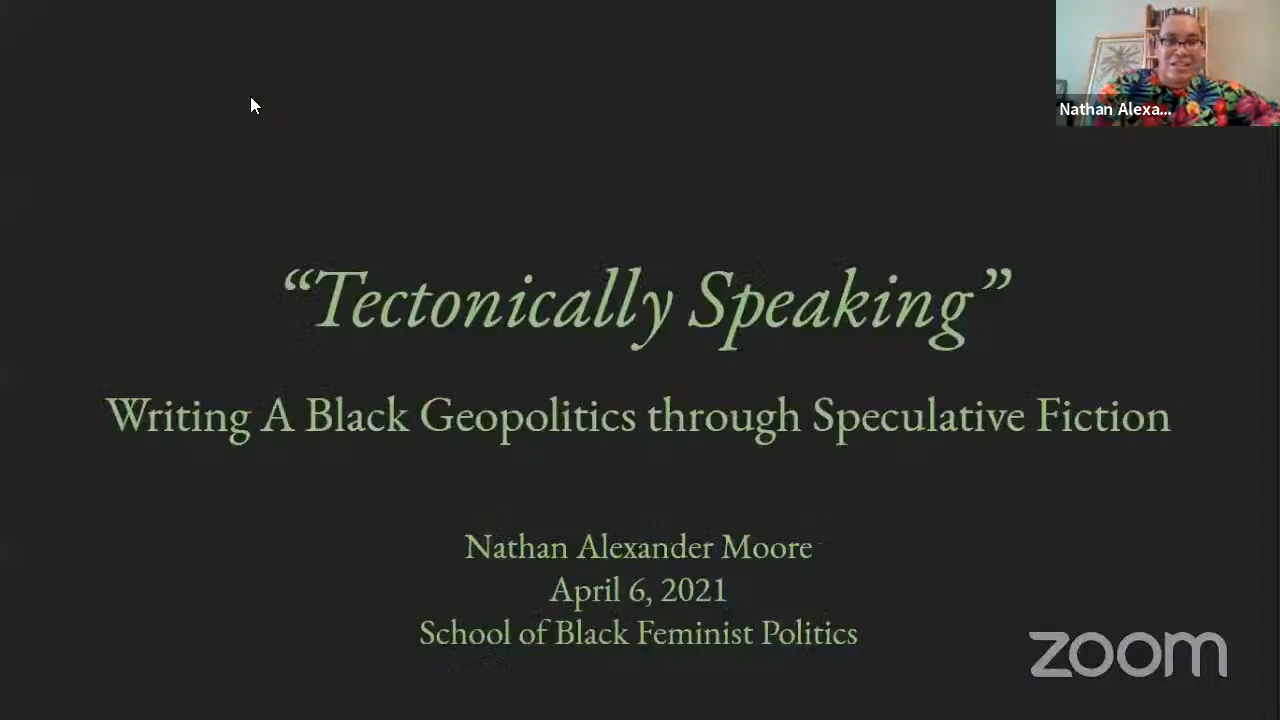 Nathan Alexa...
“Tectonically Speaking”
Writing A Black Geopolitics through Speculative Fiction
Nathan Alexander Moore
April 6, 2021
School of Black Feminist Politics
zoom